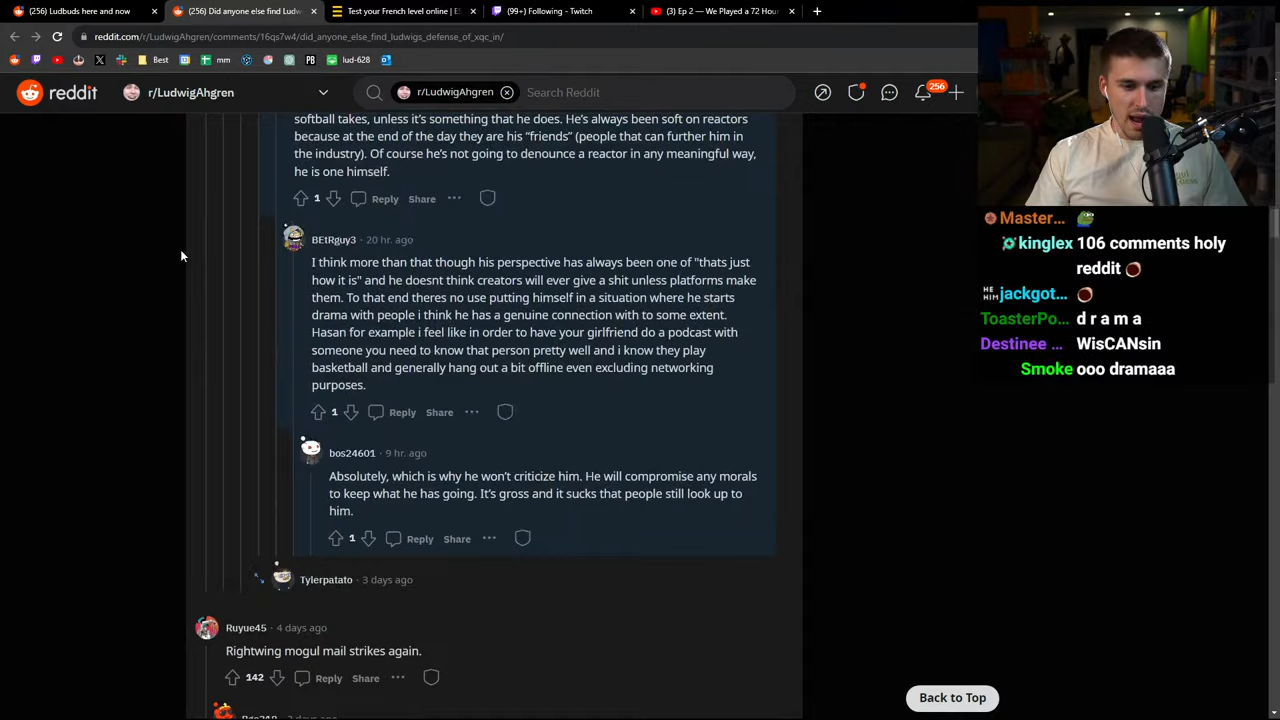 (256) Ludbuds here and now
(256) Did anyone else find Ludw
Test your French level online | E
(99+) Following - Twitch
(3) Ep 2 — We Played a 72 Hour
reddit.com/r/LudwigAhgren/comments/16qs7w4/did_anyone_else_find_ludwigs_defense_of_xqc_in/
Best
mm
PB
lud-628
reddit
r/LudwigAhgren
r/LudwigAhgren
Search Reddit
256
softball takes, unless it's something that he does. He's always been soft on reactors
because at the end of the day they are his "friends" (people that can further him in
the industry). Of course he's not going to denounce a reactor in any meaningful way,
he is one himself.
1 Reply Share
BEtRguy3 · 20 hr. ago
I think more than that though his perspective has always been one of "thats just
how it is" and he doesnt think creators will ever give a shit unless platforms make
them. To that end theres no use putting himself in a situation where he starts
drama with people i think he has a genuine connection with to some extent.
Hasan for example i feel like in order to have your girlfriend do a podcast with
someone you need to know that person pretty well and i know they play
basketball and generally hang out a bit offline even excluding networking
purposes.
1 Reply Share
bos24601 · 9 hr. ago
Absolutely, which is why he won't criticize him. He will compromise any morals
to keep what he has going. It's gross and it sucks that people still look up to
him.
1 Reply Share
Tylerpatato · 3 days ago
Ruyue45 · 4 days ago
Rightwing mogul mail strikes again.
142 Reply Share
Back to Top
Master...
kinglex 106 comments holy
reddit
HE HIM jackgot...
ToasterPo... d r a m a
Destinee ... WisCANsin
Smoke ooo dramaaa